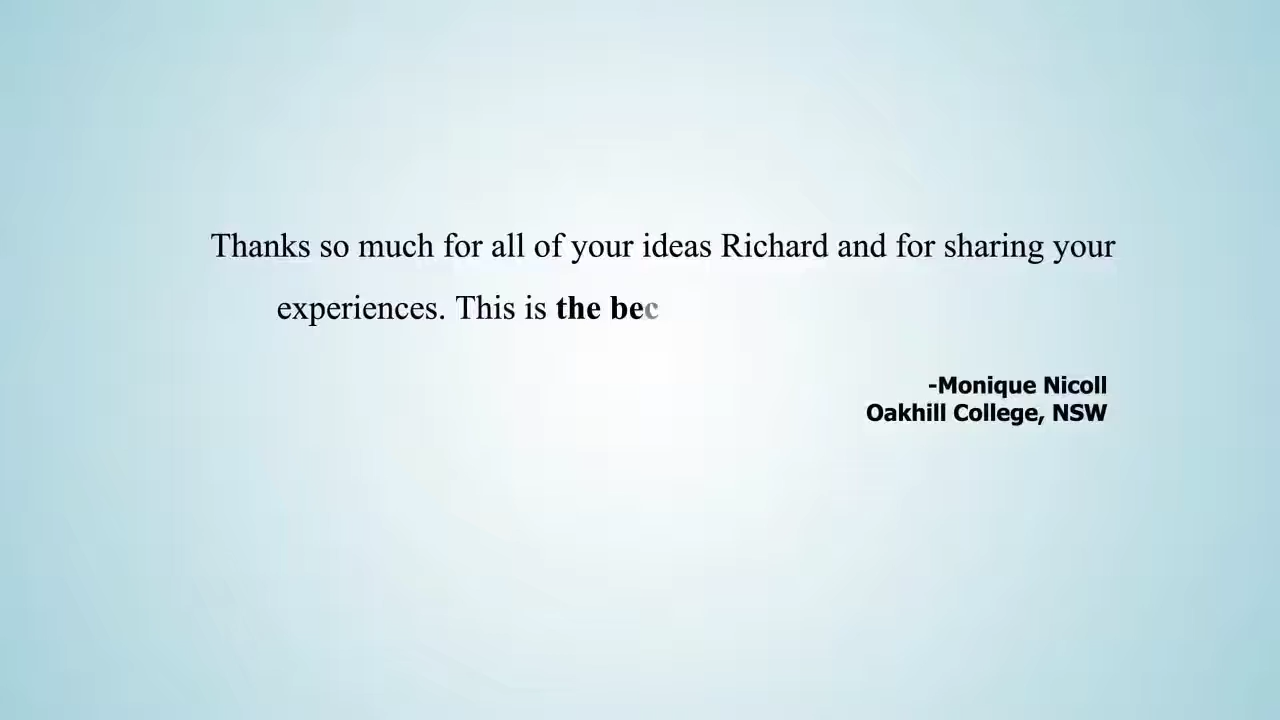 Thanks so much for all of your ideas Richard and for sharing your
experiences. This is the bec
-Monique Nicoll
Oakhill College, NSW